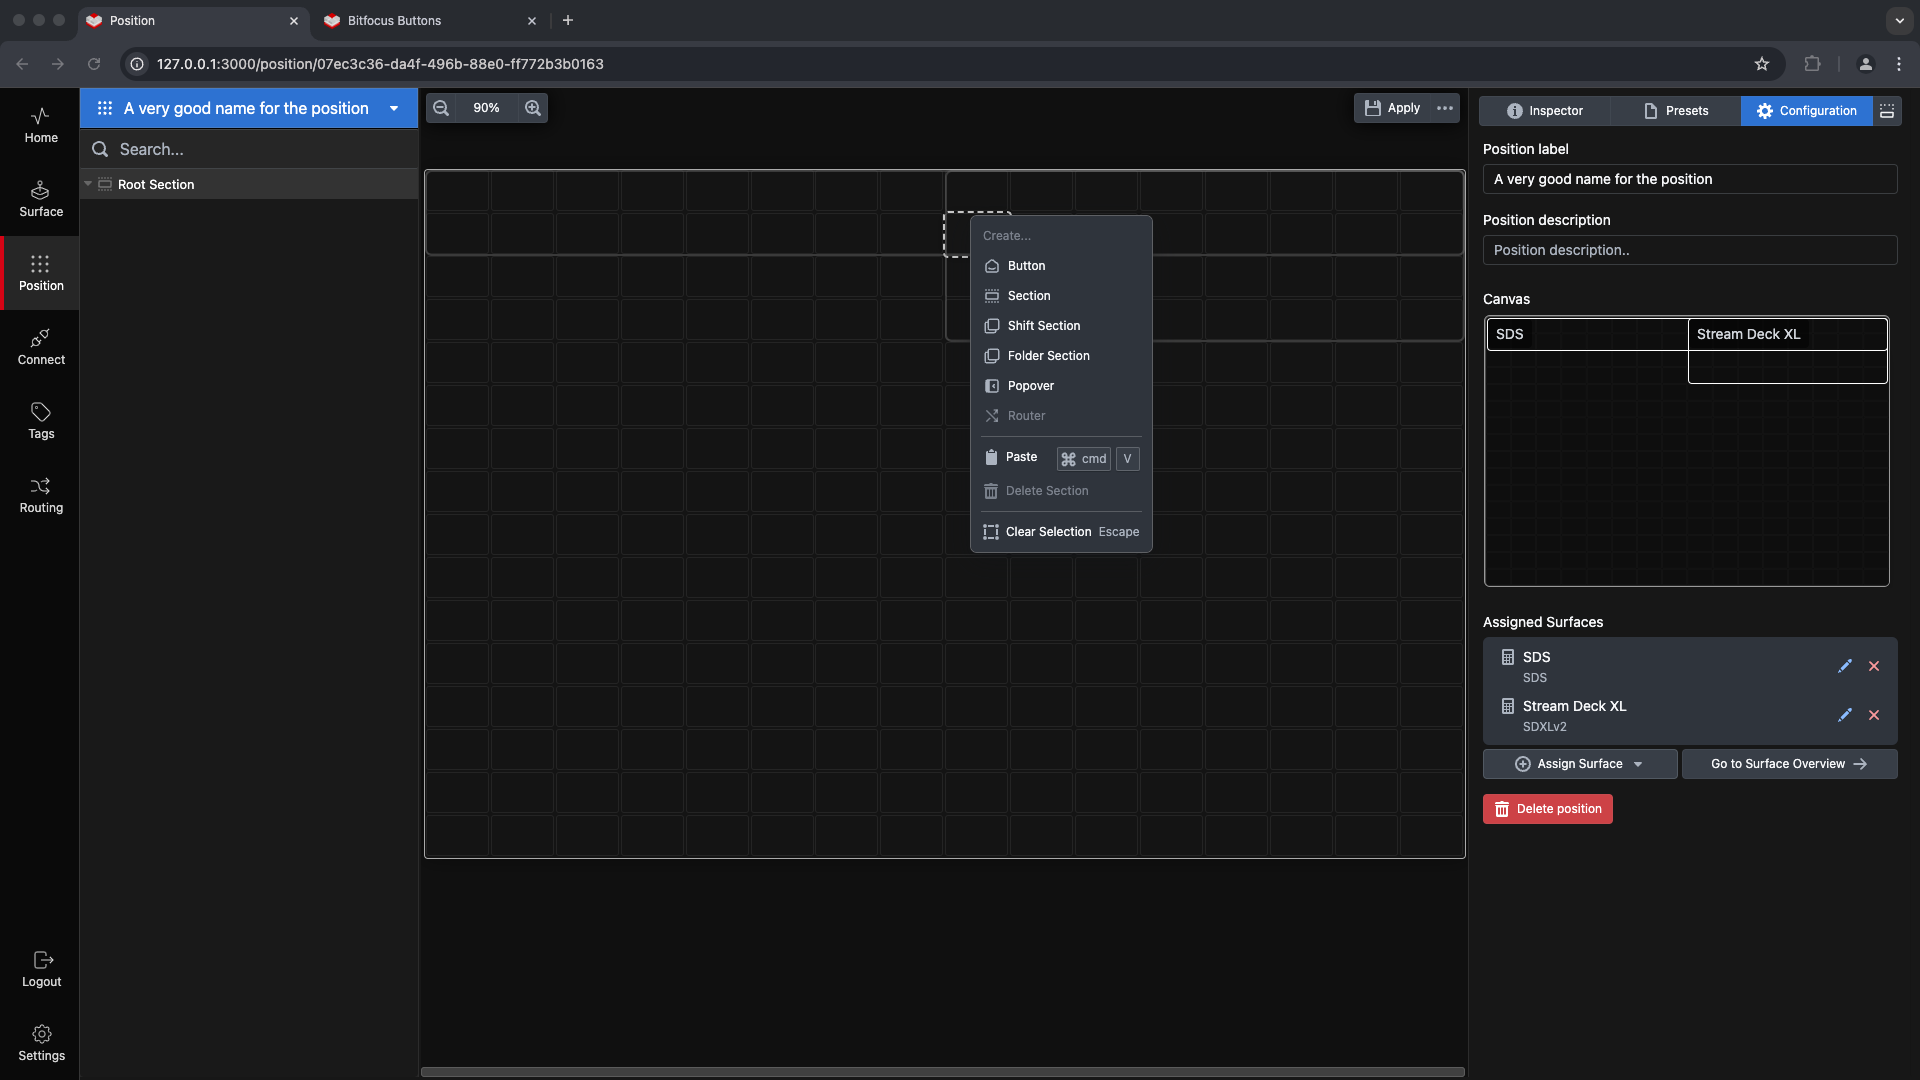 Position
Bitfocus Buttons
127.0.0.1:3000/position/07ec3c36-da4f-496b-88e0-ff772b3b0163
Home
Surface
Position
Connect
Tags
Routing
Logout
Settings
A very good name for the position
Search...
Root Section
90%
Apply
Create...
Button
Section
Shift Section
Folder Section
Popover
Router
Paste cmd V
Delete Section
Clear Selection Escape
Inspector Presets Configuration
Position label
A very good name for the position
Position description
Position description..
Canvas
SDS Stream Deck XL
Assigned Surfaces
SDS
SDS
Stream Deck XL
SDXLv2
Assign Surface Go to Surface Overview
Delete position